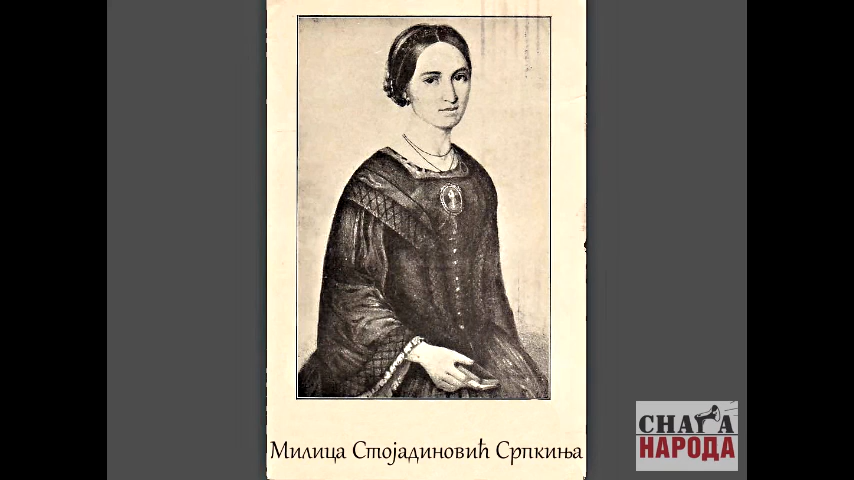 Милица Стојадиновић Српкиња
СНАГА
НАРОДА